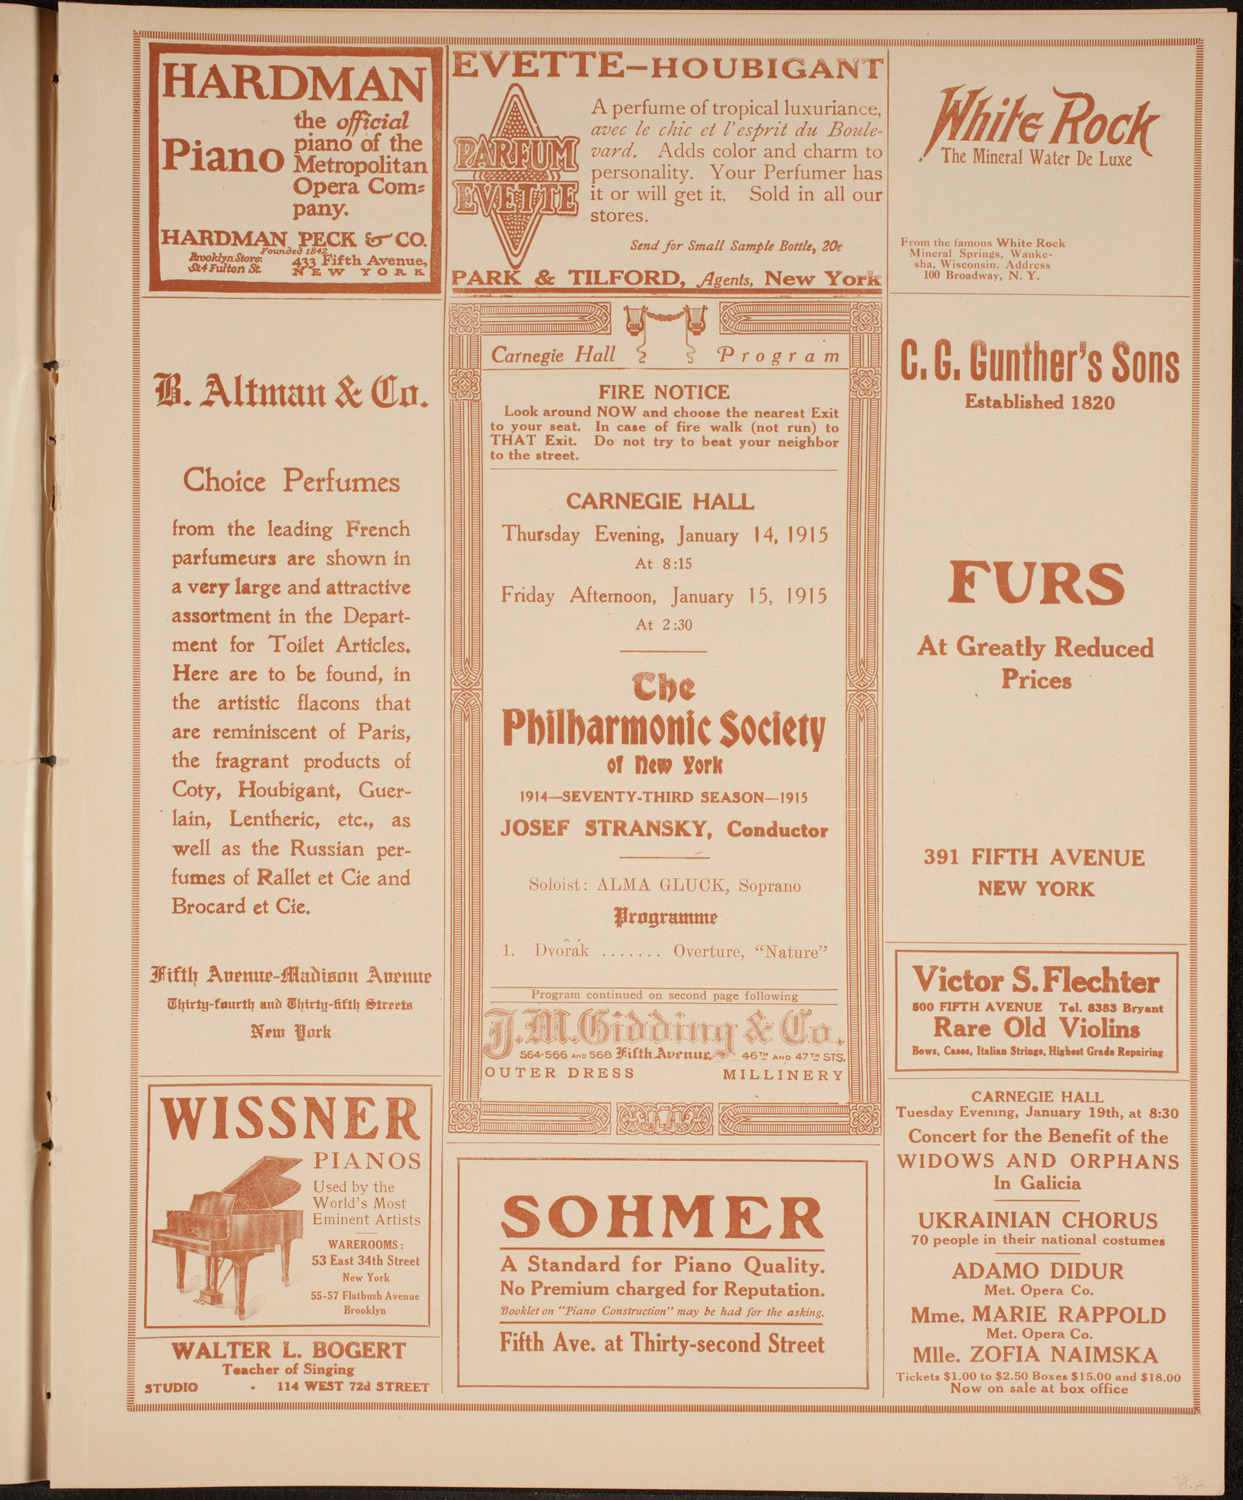 HARDMAN
Piano
the official
piano of the
Metropolitan
Opera Com=
pany.
HARDMAN PECK & CO.
Founded 1842
Brooklyn Store:
524 Fulton St.
433 Fifth Avenue,
NEW YORK
B. Altman & Co.
Choice Perfumes
from the leading French
parfumeurs are shown in
a very large and attractive
assortment in the Depart-
ment for Toilet Articles.
Here are to be found, in
the artistic flacons that
are reminiscent of Paris,
the fragrant products of
Coty, Houbigant, Guer-
lain, Lentheric, etc., as
well as the Russian per-
fumes of Rallet et Cie and
Brocard et Cie.
Fifth Avenue-Madison Avenue
Thirty-fourth and Thirty-fifth Streets
New York
WISSNER
PIANOS
Used by the
World's Most
Eminent Artists
WAREROOMS:
53 East 34th Street
New York
55-57 Flatbush Avenue
Brooklyn
WALTER L. BOGERT
Teacher of Singing
STUDIO - 114 WEST 72d STREET
EVETTE—HOUBIGANT
PARFUM
EVETTE
A perfume of tropical luxuriance,
avec le chic et l'esprit du Boule-
vard. Adds color and charm to
personality. Your Perfumer has
it or will get it. Sold in all our
stores.
Send for Small Sample Bottle, 20c
PARK & TILFORD, Agents, New York
Carnegie Hall Program
FIRE NOTICE
Look around NOW and choose the nearest Exit
to your seat. In case of fire walk (not run) to
THAT Exit. Do not try to beat your neighbor
to the street.
CARNEGIE HALL
Thursday Evening, January 14, 1915
At 8:15
Friday Afternoon, January 15, 1915
At 2:30
The
Philharmonic Society
of New York
1914—SEVENTY-THIRD SEASON—1915
JOSEF STRANSKY, Conductor
Soloist: ALMA GLUCK, Soprano
Programme
1. Dvořák ....... Overture, "Nature"
Program continued on second page following
J.M. Gidding & Co.
564-566 AND 568 Fifth Avenue, 46TH AND 47TH STS.
OUTER DRESS MILLINERY
SOHMER
A Standard for Piano Quality.
No Premium charged for Reputation.
Booklet on "Piano Construction" may be had for the asking.
Fifth Ave. at Thirty-second Street
White Rock
The Mineral Water De Luxe
From the famous White Rock
Mineral Springs, Wauke-
sha, Wisconsin. Address
100 Broadway, N. Y.
C. G. Gunther's Sons
Established 1820
FURS
At Greatly Reduced
Prices
391 FIFTH AVENUE
NEW YORK
Victor S. Flechter
500 FIFTH AVENUE Tel. 8383 Bryant
Rare Old Violins
Bows, Cases, Italian Strings, Highest Grade Repairing
CARNEGIE HALL
Tuesday Evening, January 19th, at 8:30
Concert for the Benefit of the
WIDOWS AND ORPHANS
In Galicia
UKRAINIAN CHORUS
70 people in their national costumes
ADAMO DIDUR
Met. Opera Co.
Mme. MARIE RAPPOLD
Met. Opera Co.
Mlle. ZOFIA NAIMSKA
Tickets $1.00 to $2.50 Boxes $15.00 and $18.00
Now on sale at box office